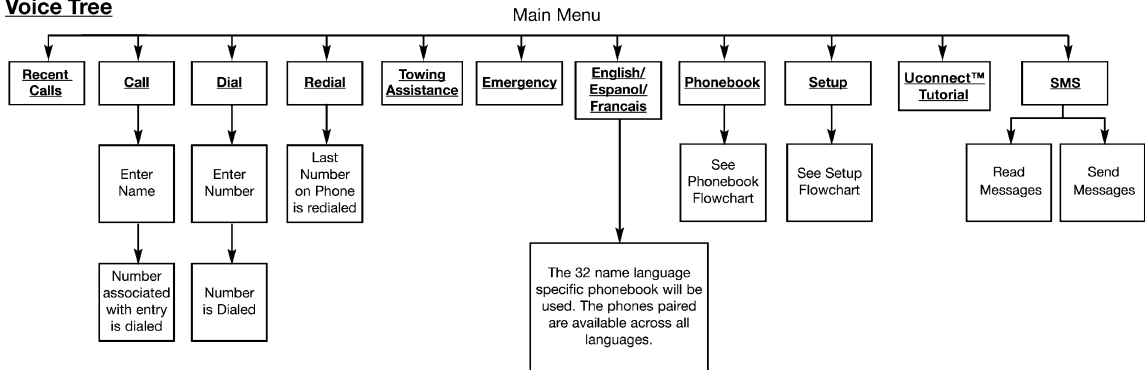 Voice Tree
Main Menu
Recent
Calls
Call
Dial
Redial
Towing
Assistance
Emergency
English/
Espanol/
Francais
Phonebook
Setup
Uconnect™
Tutorial
SMS
Enter
Name
Enter
Number
Last
Number
on Phone
is redialed
See
Phonebook
Flowchart
See Setup
Flowchart
Read
Messages
Send
Messages
Number
associated
with entry
is dialed
Number
is Dialed
The 32 name language
specific phonebook will be
used. The phones paired
are available across all
languages.